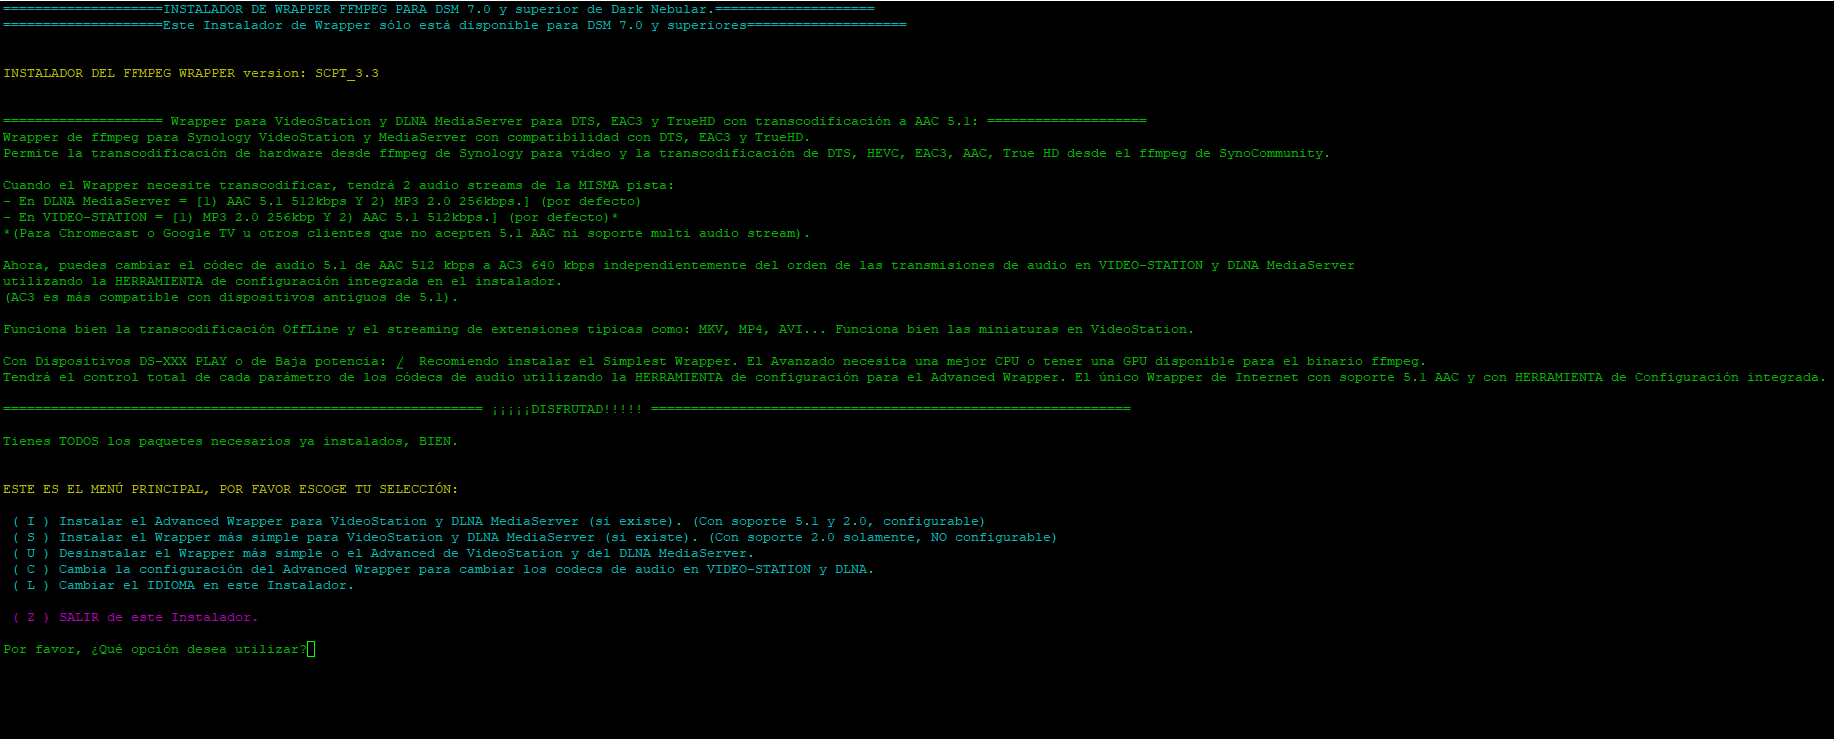 ====================INSTALADOR DE WRAPPER FFMPEG PARA DSM 7.0 y superior de Dark Nebular.====================
====================Este Instalador de Wrapper sólo está disponible para DSM 7.0 y superiores====================
INSTALADOR DEL FFMPEG WRAPPER version: SCPT_3.3
==================== Wrapper para VideoStation y DLNA MediaServer para DTS, EAC3 y TrueHD con transcodificación a AAC 5.1: ====================
Wrapper de ffmpeg para Synology VideoStation y MediaServer con compatibilidad con DTS, EAC3 y TrueHD.
Permite la transcodificación de hardware desde ffmpeg de Synology para video y la transcodificación de DTS, HEVC, EAC3, AAC, True HD desde el ffmpeg de SynoCommunity.
Cuando el Wrapper necesite transcodificar, tendrá 2 audio streams de la MISMA pista:
- En DLNA MediaServer = [1) AAC 5.1 512kbps Y 2) MP3 2.0 256kbps.] (por defecto)
- En VIDEO-STATION = [1) MP3 2.0 256kbp Y 2) AAC 5.1 512kbps.] (por defecto)*
*(Para Chromecast o Google TV u otros clientes que no acepten 5.1 AAC ni soporte multi audio stream).
Ahora, puedes cambiar el códec de audio 5.1 de AAC 512 kbps a AC3 640 kbps independientemente del orden de las transmisiones de audio en VIDEO-STATION y DLNA MediaServer
utilizando la HERRAMIENTA de configuración integrada en el instalador.
(AC3 es más compatible con dispositivos antiguos de 5.1).
Funciona bien la transcodificación OffLine y el streaming de extensiones típicas como: MKV, MP4, AVI... Funciona bien las miniaturas en VideoStation.
Con Dispositivos DS-XXX PLAY o de Baja potencia: /  Recomiendo instalar el Simplest Wrapper. El Avanzado necesita una mejor CPU o tener una GPU disponible para el binario ffmpeg.
Tendrá el control total de cada parámetro de los códecs de audio utilizando la HERRAMIENTA de configuración para el Advanced Wrapper. El único Wrapper de Internet con soporte 5.1 AAC y con HERRAMIENTA de Configuración integrada.
============================================================ ¡¡¡¡¡DISFRUTAD!!!!! ============================================================
Tienes TODOS los paquetes necesarios ya instalados, BIEN.
ESTE ES EL MENÚ PRINCIPAL, POR FAVOR ESCOGE TU SELECCIÓN:
( I ) Instalar el Advanced Wrapper para VideoStation y DLNA MediaServer (si existe). (Con soporte 5.1 y 2.0, configurable)
( S ) Instalar el Wrapper más simple para VideoStation y DLNA MediaServer (si existe). (Con soporte 2.0 solamente, NO configurable)
( U ) Desinstalar el Wrapper más simple o el Advanced de VideoStation y del DLNA MediaServer.
( C ) Cambia la configuración del Advanced Wrapper para cambiar los codecs de audio en VIDEO-STATION y DLNA.
( L ) Cambiar el IDIOMA en este Instalador.
( Z ) SALIR de este Instalador.
Por favor, ¿Qué opción desea utilizar?